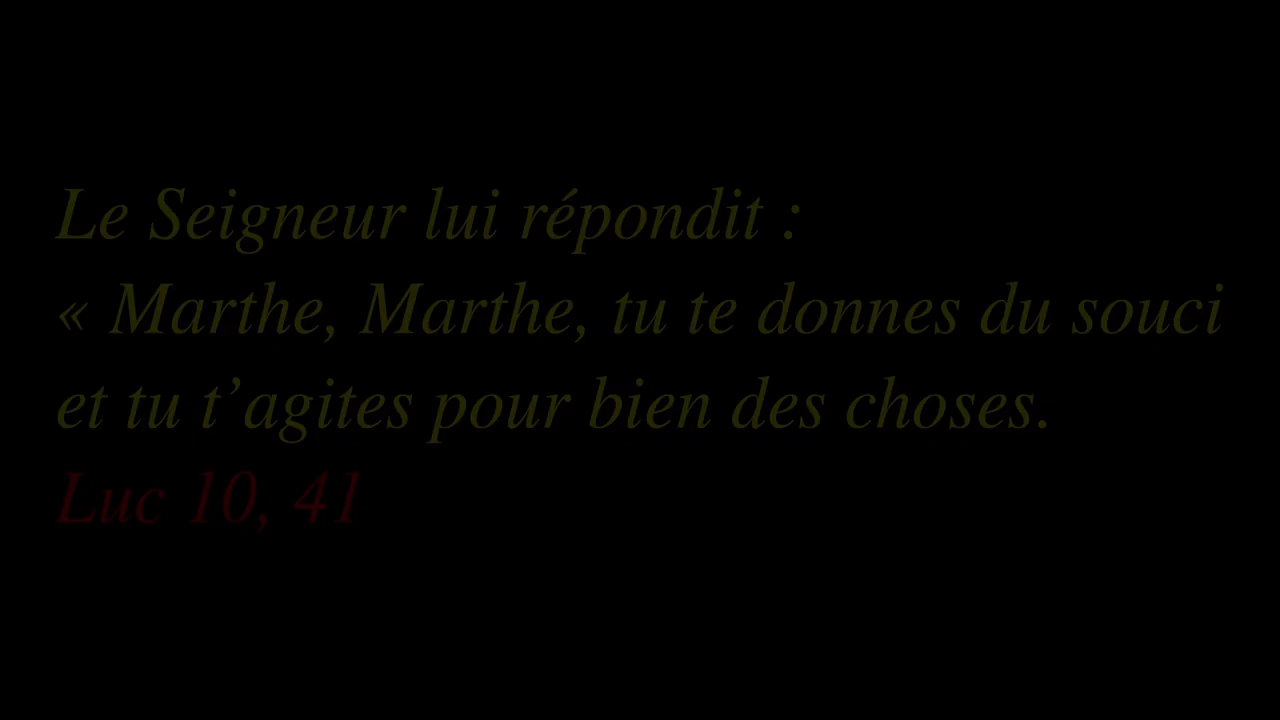 Le Seigneur lui répondit :
« Marthe, Marthe, tu te donnes du souci
et tu t’agites pour bien des choses.
Luc 10, 41